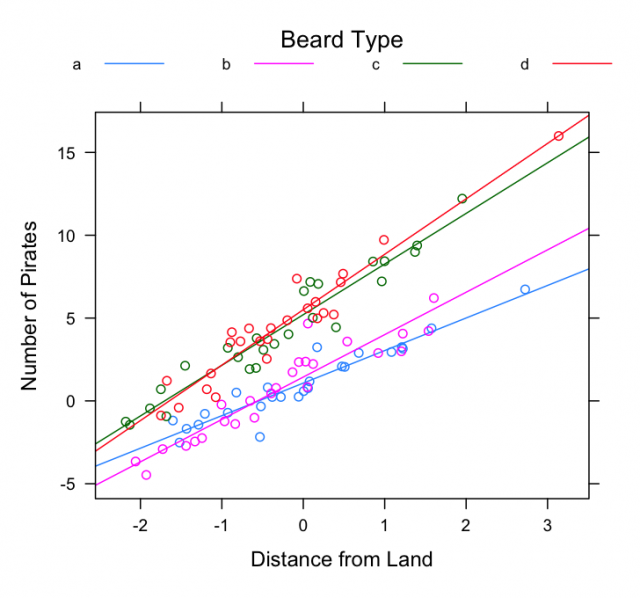 Beard Type
a b c d
15
10
5
0
-5
Number of Pirates
-2 -1 0 1 2 3
Distance from Land